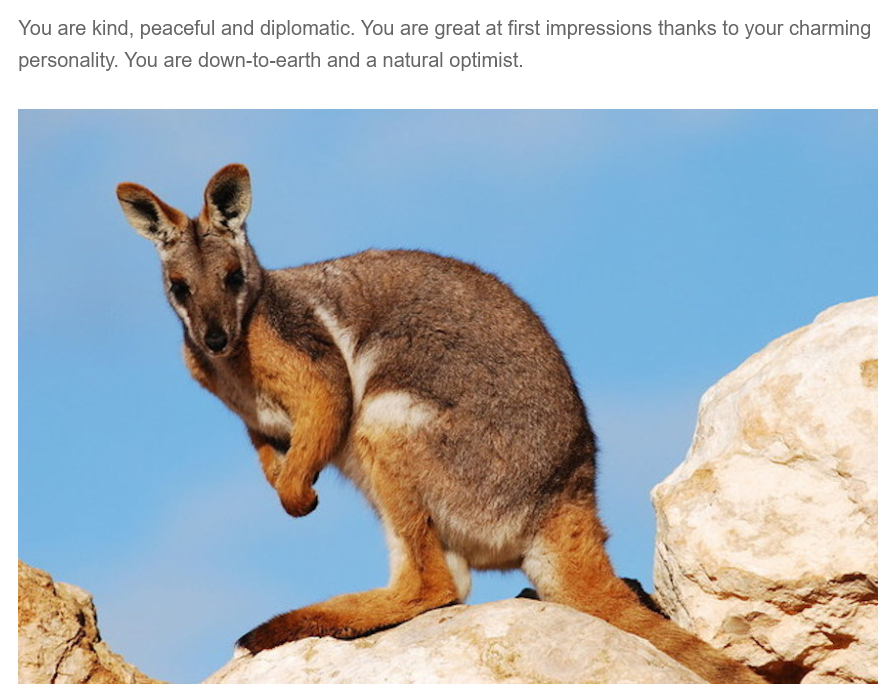 You are kind, peaceful and diplomatic. You are great at first impressions thanks to your charming
personality. You are down-to-earth and a natural optimist.